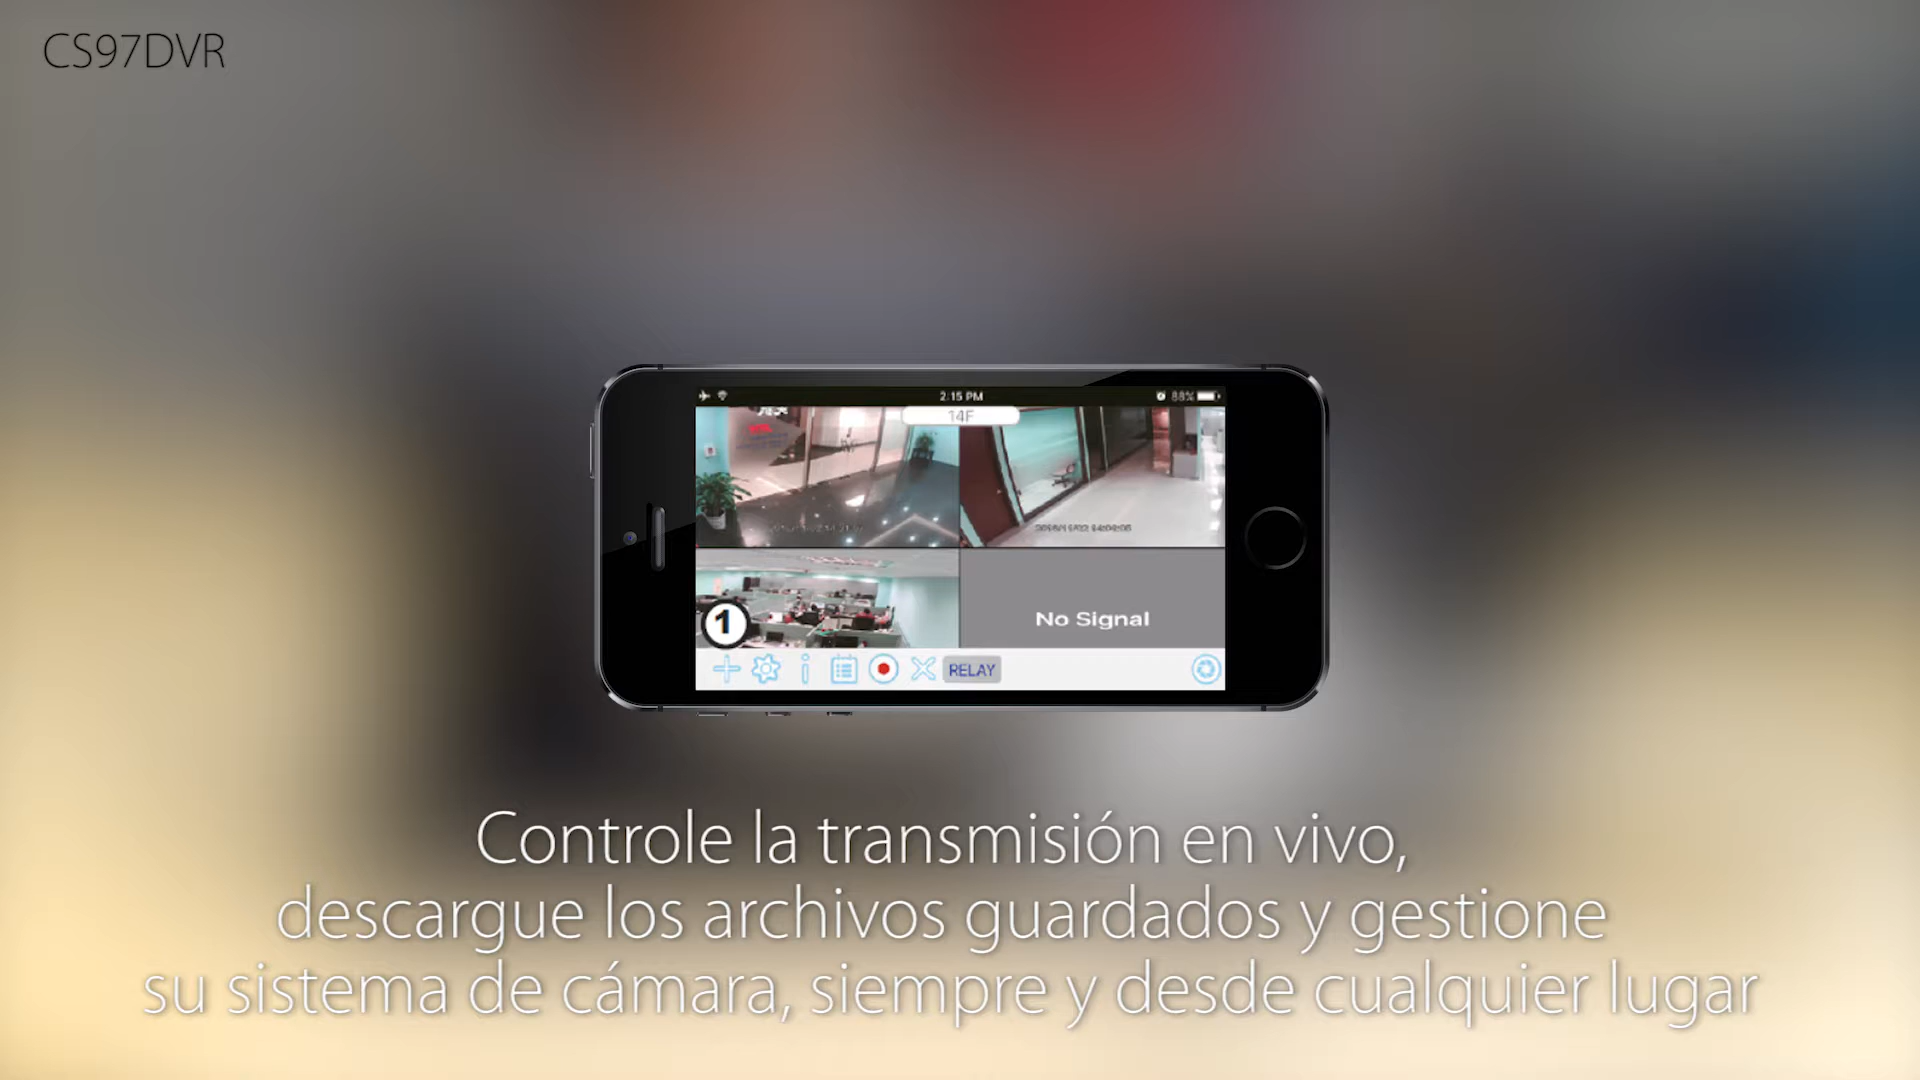 CS97DVR
2:15 PM
88%
14F
No Signal
1
RELAY
Controle la transmisión en vivo,
descargue los archivos guardados y gestione
su sistema de cámara, siempre y desde cualquier lugar